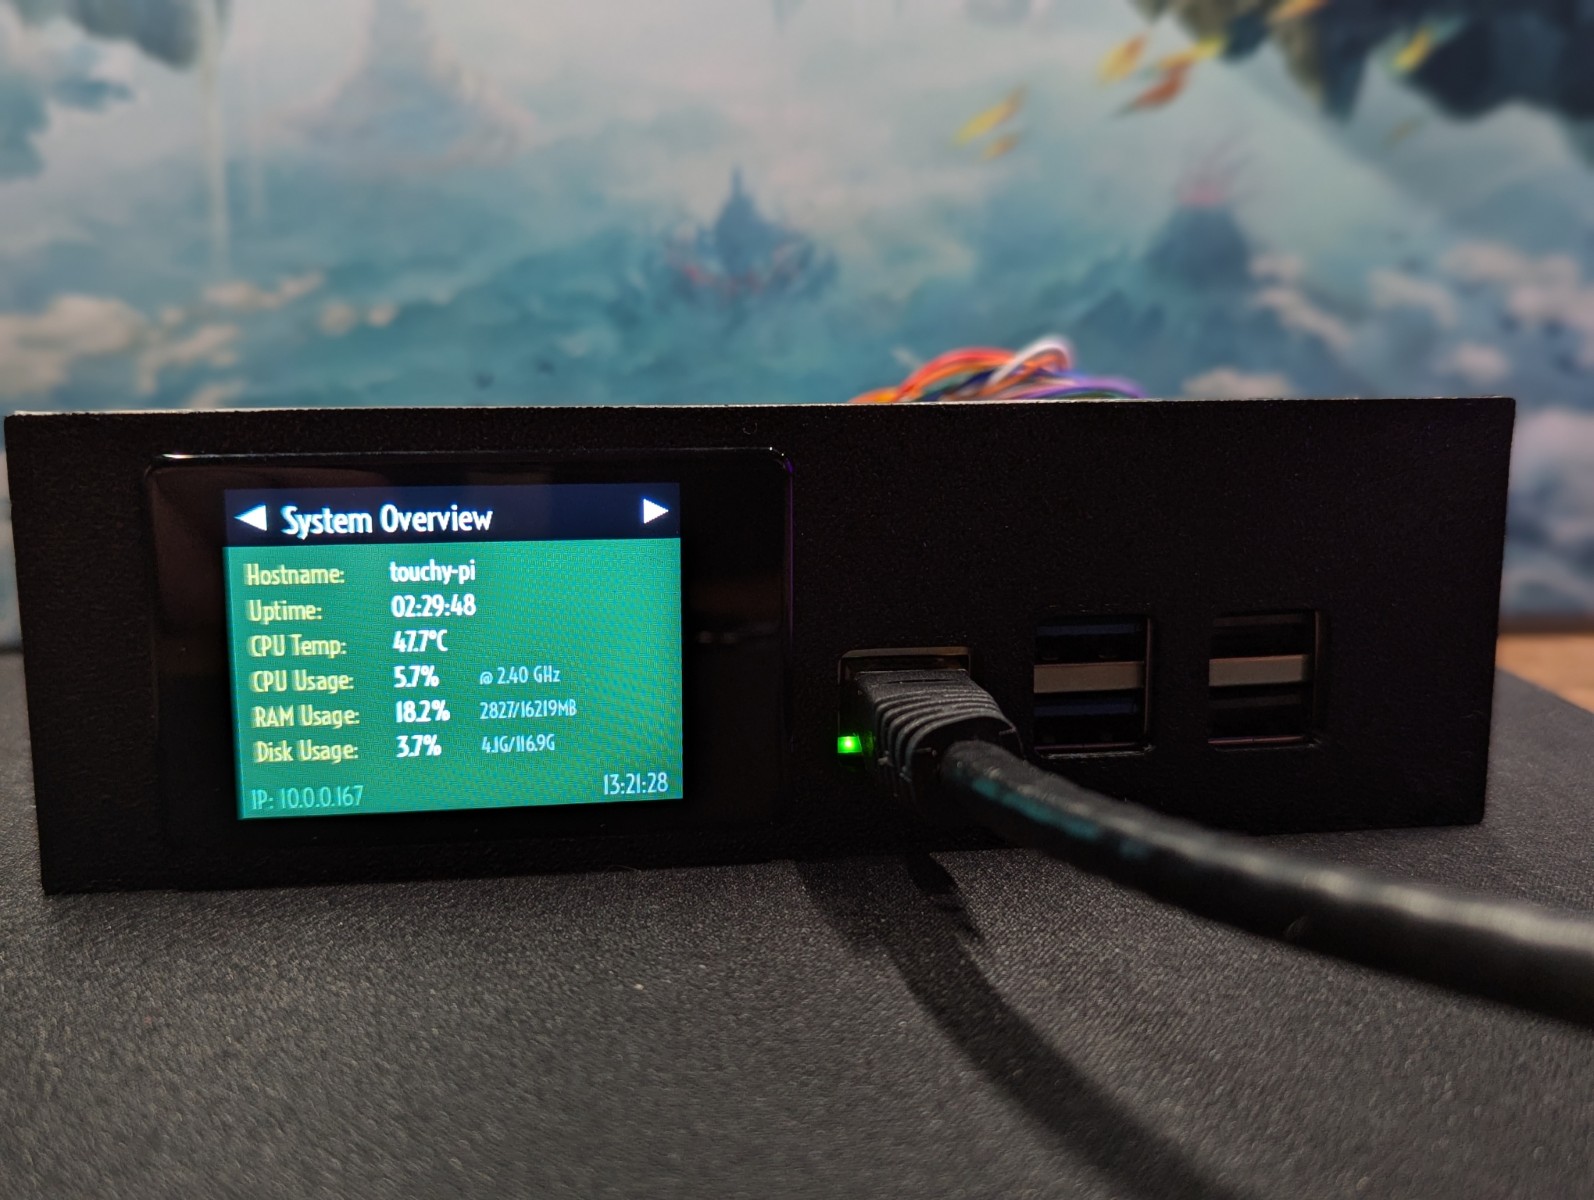 System Overview
Hostname: touchy-pi
Uptime: 02:29:48
CPU Temp: 47.7°C
CPU Usage: 5.7% @ 2.40 GHz
RAM Usage: 18.2% 2827/16219MB
Disk Usage: 3.7% 4.1G/116.9G
IP: 10.0.0.167 13:21:28